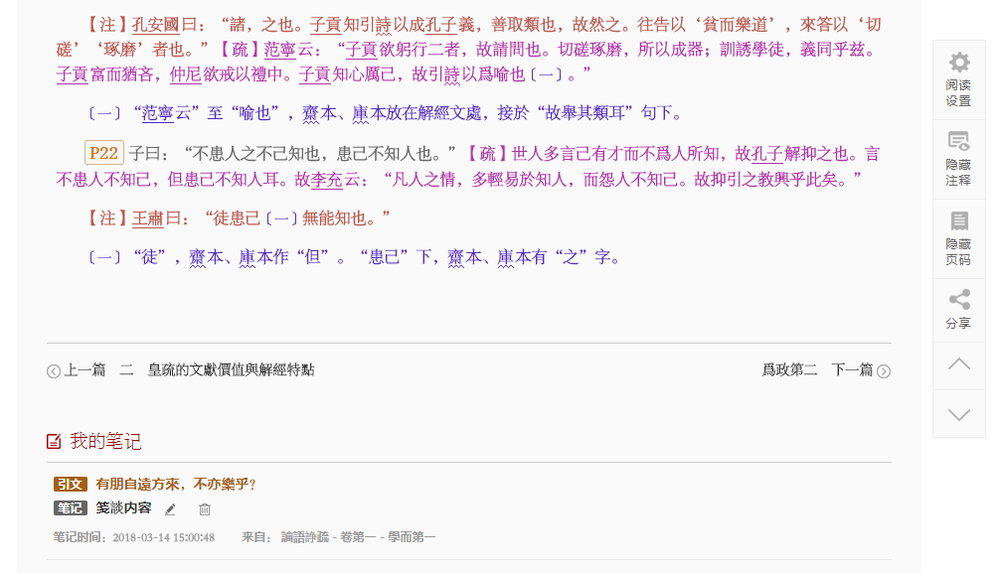 【注】孔安國曰：“諸，之也。子貢知引詩以成孔子義，善取類也，故然之。往告以‘貧而樂道’，來答以‘切
磋’‘琢磨’者也。”【疏】范寧云：“子貢欲躬行二者，故請問也。切磋琢磨，所以成器；訓誘學徒，義同乎兹。
子貢富而猶吝，仲尼欲戒以禮中。子貢知心厲己，故引詩以爲喻也〔一〕。”
〔一〕“范寧云”至“喻也”，齋本、庫本放在解經文處，接於“故舉其類耳”句下。
P22 子曰：“不患人之不己知也，患己不知人也。”【疏】世人多言己有才而不爲人所知，故孔子解抑之也。言
不患人不知己，但患己不知人耳。故李充云：“凡人之情，多輕易於知人，而怨人不知己。故抑引之教興乎此矣。”
【注】王肅曰：“徒患己〔一〕無能知也。”
〔一〕“徒”，齋本、庫本作“但”。“患己”下，齋本、庫本有“之”字。
上一篇 二 皇疏的文獻價值與解經特點
爲政第二 下一篇
我的笔记
引文 有朋自遠方來，不亦樂乎？
笔记 笺談内容
笔记时间：2018-03-14 15:00:48 来自： 論語誶疏 - 卷第一 - 學而第一
阅读
设置
隐藏
注释
隐藏
页码
分享